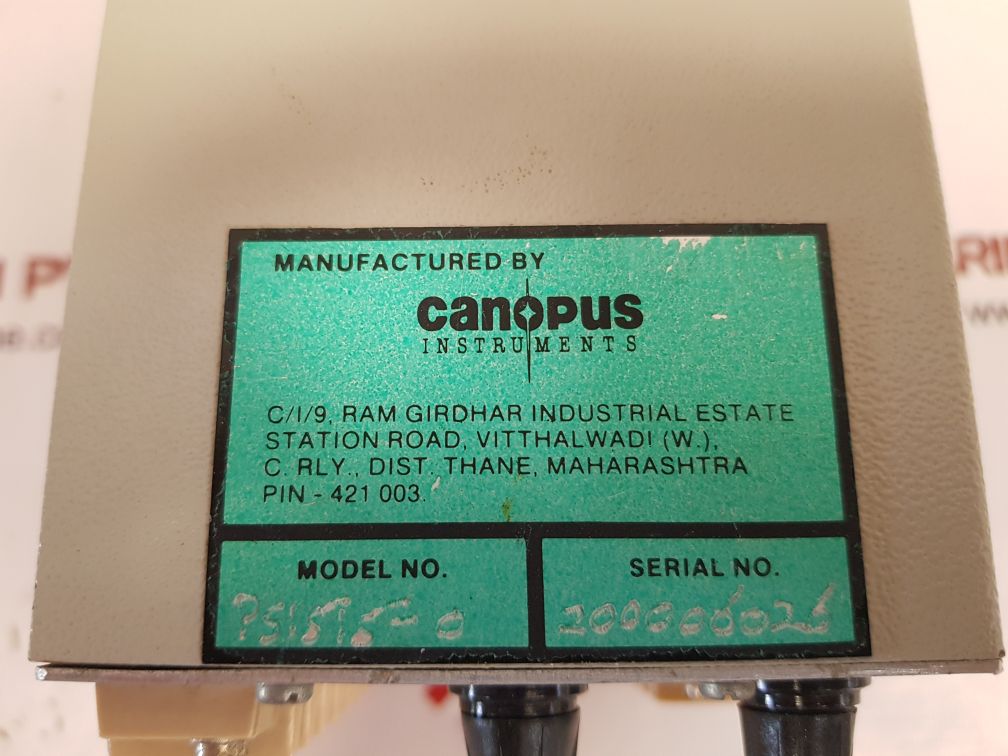 MANUFACTURED BY
canopus
INSTRUMENTS
C/I/9, RAM GIRDHAR INDUSTRIAL ESTATE
STATION ROAD, VITTHALWADI (W.),
C. RLY., DIST. THANE, MAHARASHTRA
PIN - 421 003.
MODEL NO.
SERIAL NO.